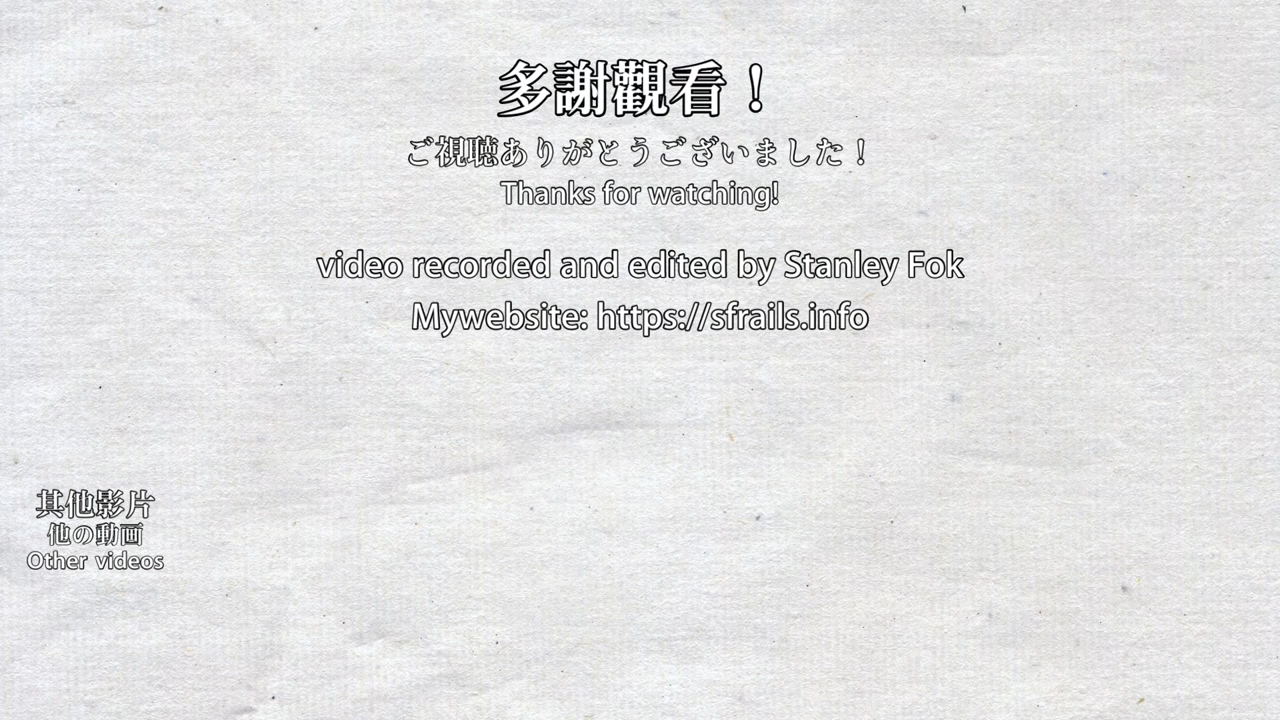 多謝觀看！
ご視聴ありがとうございました！
Thanks for watching!
video recorded and edited by Stanley Fok
Mywebsite: https://sfrails.info
其他影片
他の動画
Other videos